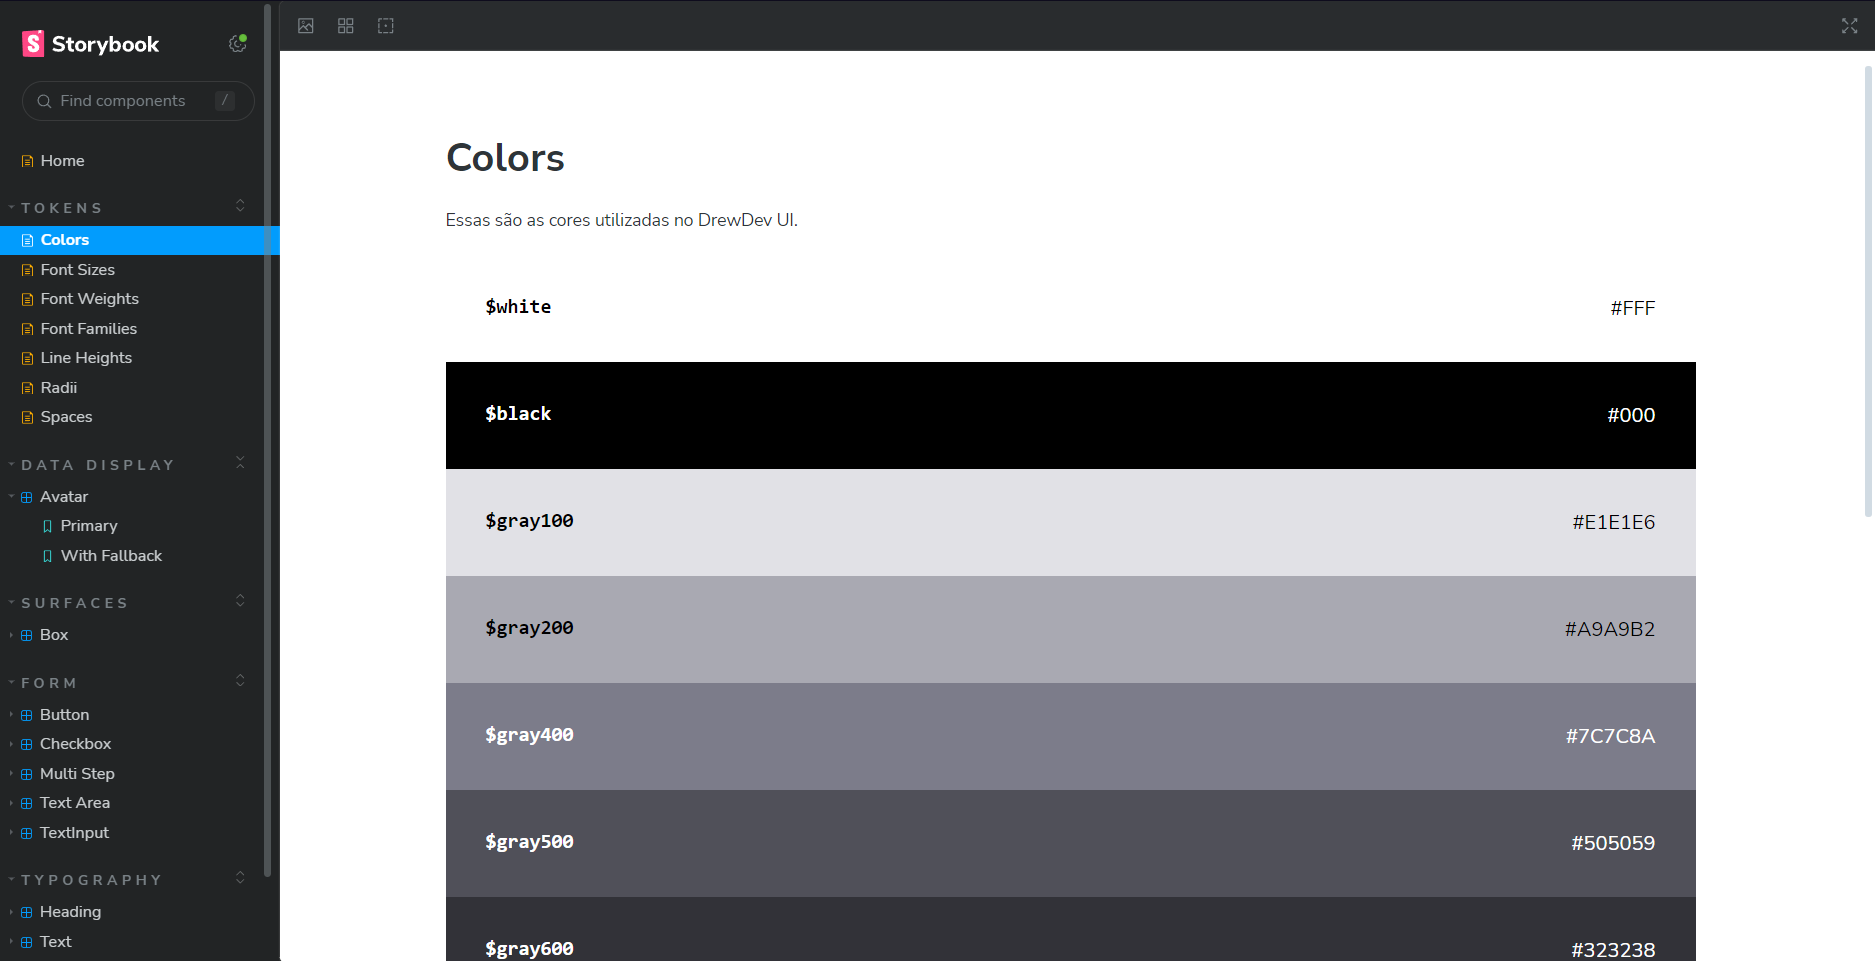 Storybook
Find components
/
Home
TOKENS
Colors
Font Sizes
Font Weights
Font Families
Line Heights
Radii
Spaces
DATA DISPLAY
Avatar
Primary
With Fallback
SURFACES
Box
FORM
Button
Checkbox
Multi Step
Text Area
TextInput
TYPOGRAPHY
Heading
Text
Colors
Essas são as cores utilizadas no DrewDev UI.
$white #FFF
$black #000
$gray100 #E1E1E6
$gray200 #A9A9B2
$gray400 #7C7C8A
$gray500 #505059
$gray600 #323238